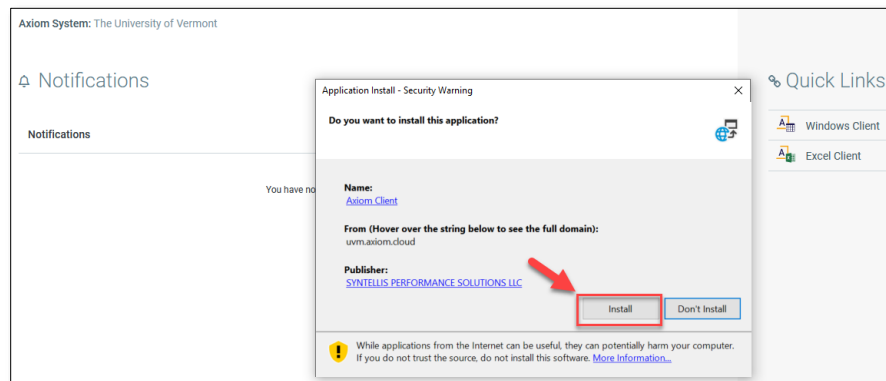 Axiom System: The University of Vermont
Notifications
Notifications
You have no
Application Install - Security Warning
Do you want to install this application?
Name:
Axiom Client
From (Hover over the string below to see the full domain):
uvm.axiom.cloud
Publisher:
SYNTELLIS PERFORMANCE SOLUTIONS LLC
Install Don't Install
While applications from the Internet can be useful, they can potentially harm your computer.
If you do not trust the source, do not install this software. More Information...
Quick Links
Windows Client
Excel Client